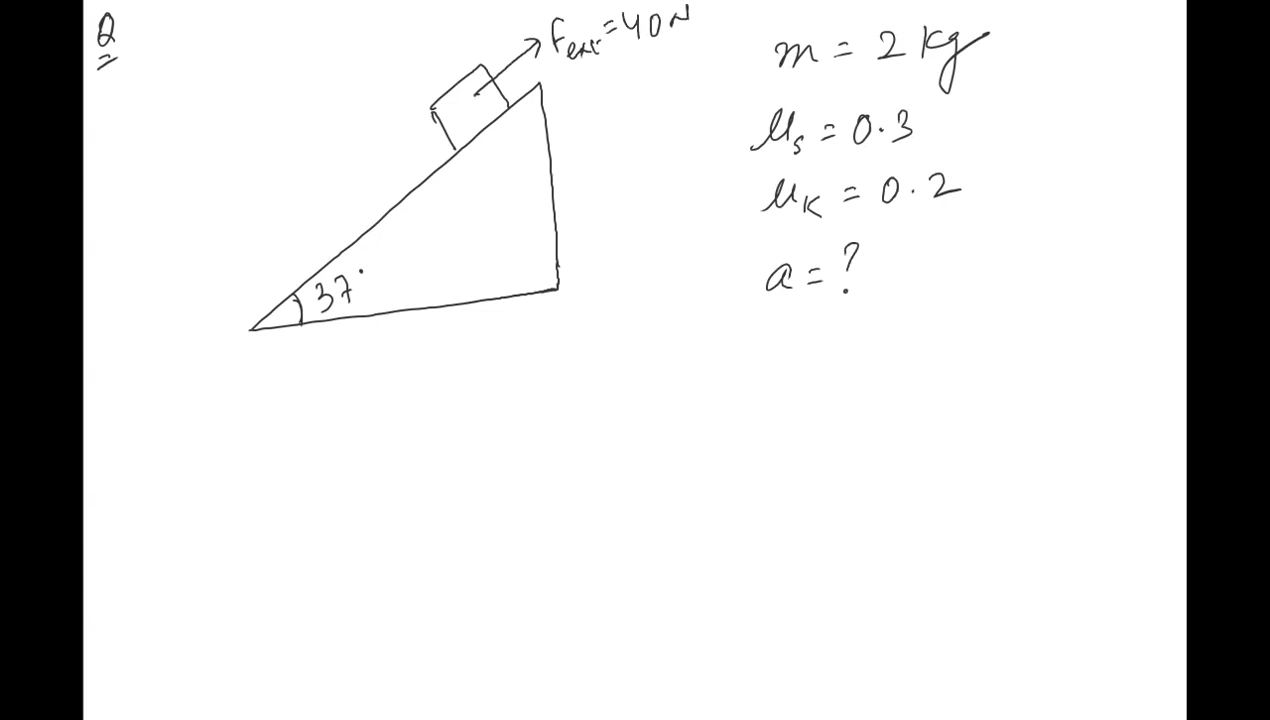 Q
Fext = 40N
m = 2 kg
μs = 0.3
μK = 0.2
a = ?
37°